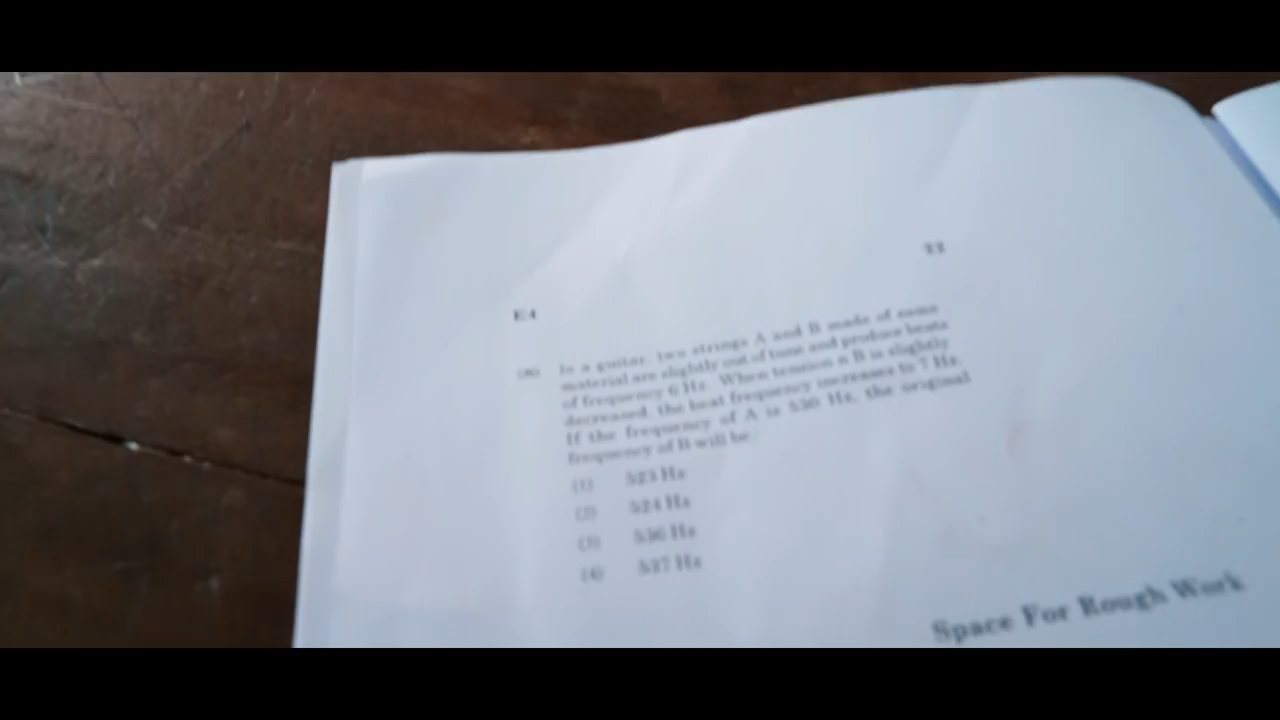 E4
In a guitar, two strings A and B made of same
material are slightly out of tune and produce beats
of frequency 6 Hz. When tension n B is slightly
decreased, the beat frequency increases to 7 Hz.
If the frequency of A is 530 Hz, the original
frequency of B will be
(1) 523 Hz
(2) 524 Hz
(3) 536 Hz
(4) 537 Hz
Space For Rough Work